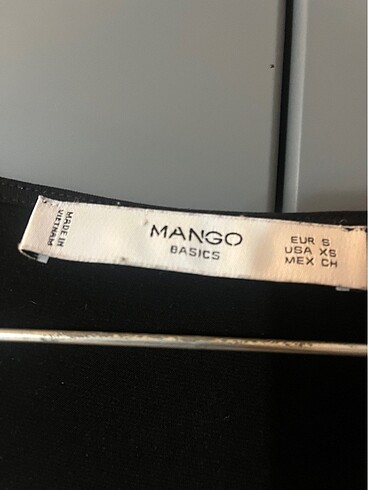 MADE IN
VIETNAM
MANGO
BASICS
EUR S
USA XS
MEX CH